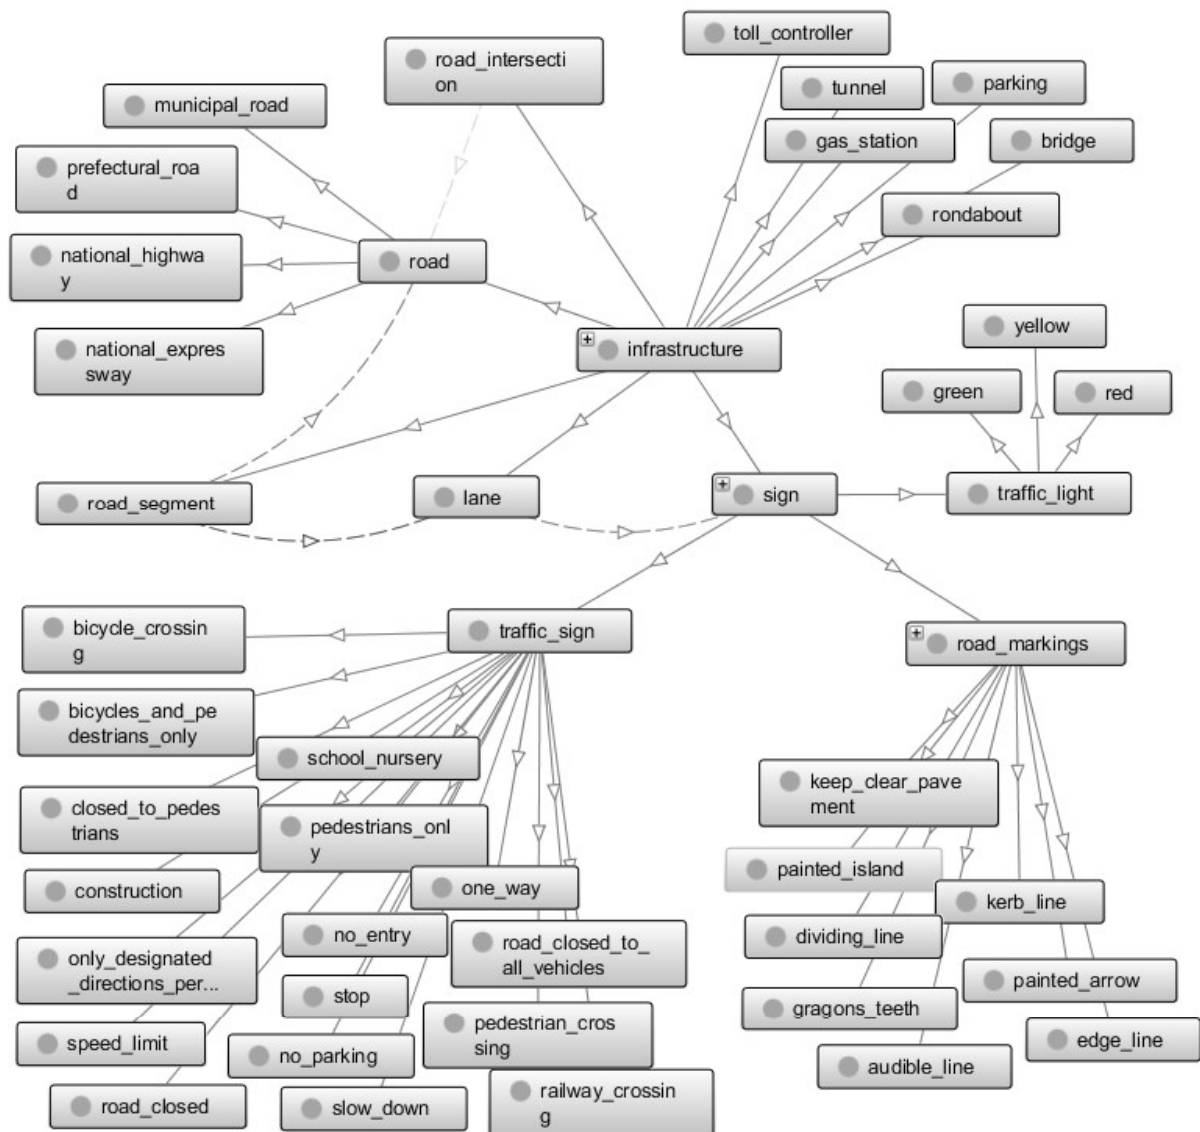 toll_controller
road_intersecti
on
tunnel
parking
municipal_road
gas_station
bridge
prefectural_roa
d
rondabout
national_highwa
y
road
yellow
national_expres
sway
infrastructure
green
red
road_segment
lane
sign
traffic_light
bicycle_crossin
g
traffic_sign
road_markings
bicycles_and_pe
destrians_only
school_nursery
keep_clear_pave
ment
closed_to_pedes
trians
pedestrians_onl
y
painted_island
construction
one_way
kerb_line
no_entry
road_closed_to_
all_vehicles
dividing_line
only_designated
_directions_per...
stop
painted_arrow
gragons_teeth
speed_limit
no_parking
pedestrian_cros
sing
edge_line
audible_line
road_closed
slow_down
railway_crossin
g